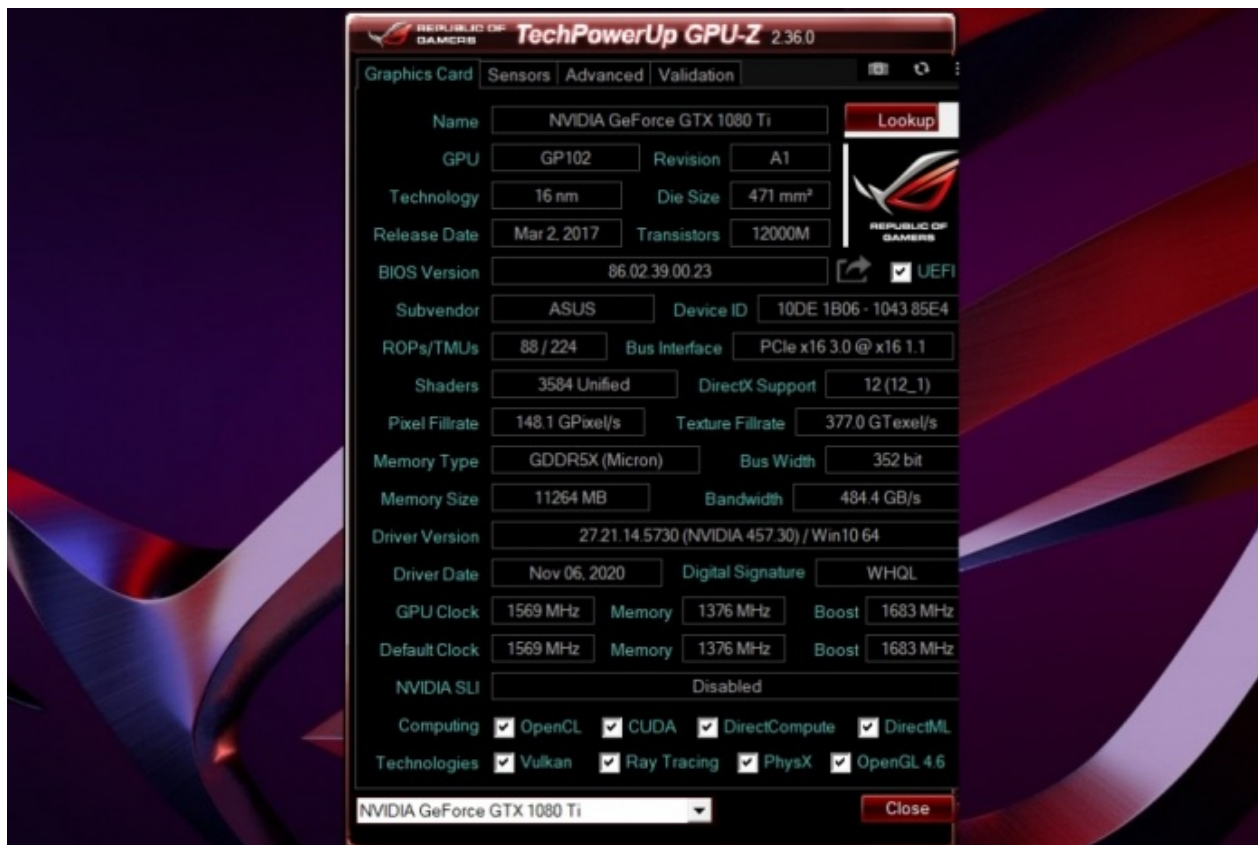 REPUBLIC OF GAMERS TechPowerUp GPU-Z 2.36.0
Graphics Card Sensors Advanced Validation
Name NVIDIA GeForce GTX 1080 Ti Lookup
GPU GP102 Revision A1
Technology 16 nm Die Size 471 mm²
REPUBLIC OF GAMERS
Release Date Mar 2, 2017 Transistors 12000M
BIOS Version 86.02.39.00.23 UEFI
Subvendor ASUS Device ID 10DE 1B06 - 1043 85E4
ROPs/TMUs 88 / 224 Bus Interface PCIe x16 3.0 @ x16 1.1
Shaders 3584 Unified DirectX Support 12 (12_1)
Pixel Fillrate 148.1 GPixel/s Texture Fillrate 377.0 GTexel/s
Memory Type GDDR5X (Micron) Bus Width 352 bit
Memory Size 11264 MB Bandwidth 484.4 GB/s
Driver Version 27.21.14.5730 (NVIDIA 457.30) / Win10 64
Driver Date Nov 06, 2020 Digital Signature WHQL
GPU Clock 1569 MHz Memory 1376 MHz Boost 1683 MHz
Default Clock 1569 MHz Memory 1376 MHz Boost 1683 MHz
NVIDIA SLI Disabled
Computing OpenCL CUDA DirectCompute DirectML
Technologies Vulkan Ray Tracing PhysX OpenGL 4.6
NVIDIA GeForce GTX 1080 Ti Close